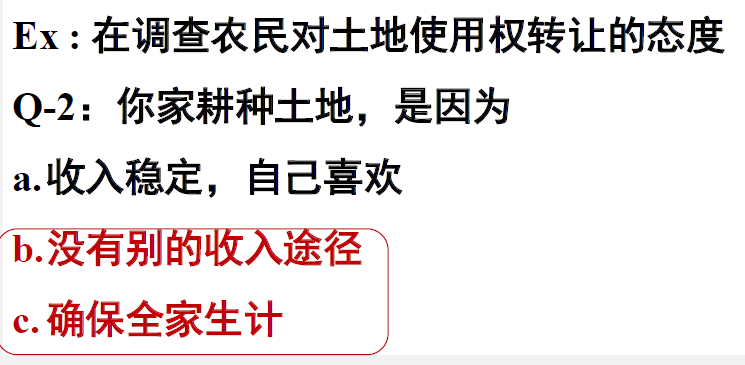 Ex : 在调查农民对土地使用权转让的态度
Q-2：你家耕种土地，是因为
a.收入稳定，自己喜欢
b.没有别的收入途径
c. 确保全家生计